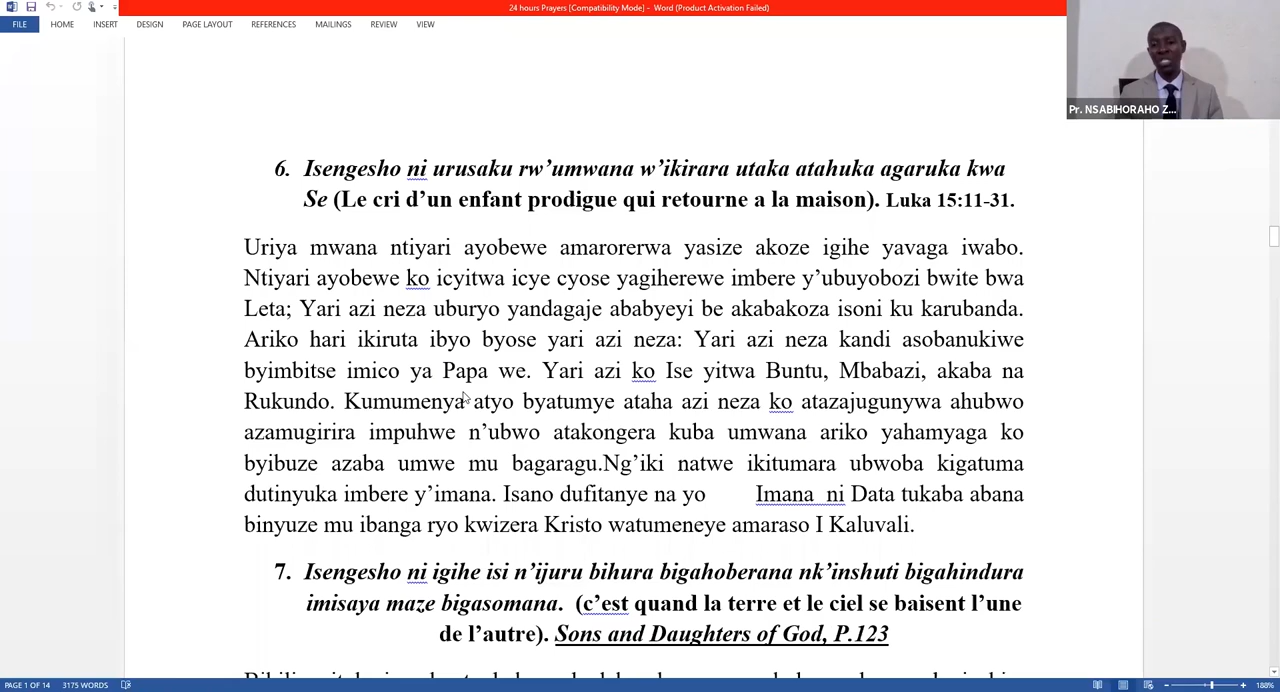 24 hours Prayers [Compatibility Mode] - Word (Product Activation Failed)
FILE HOME INSERT DESIGN PAGE LAYOUT REFERENCES MAILINGS REVIEW VIEW
Pr. NSABIHORAHO Z...
6. Isengesho ni urusaku rw’umwana w’ikirara utaka atahuka agaruka kwa
Se (Le cri d’un enfant prodigue qui retourne a la maison). Luka 15:11-31.
Uriya mwana ntiyari ayobewe amarorerwa yasize akoze igihe yavaga iwabo.
Ntiyari ayobewe ko icyitwa icye cyose yagiherewe imbere y’ubuyobozi bwite bwa
Leta; Yari azi neza uburyo yandagaje ababyeyi be akabakoza isoni ku karubanda.
Ariko hari ikiruta ibyo byose yari azi neza: Yari azi neza kandi asobanukiwe
byimbitse imico ya Papa we. Yari azi ko Ise yitwa Buntu, Mbabazi, akaba na
Rukundo. Kumumenya atyo byatumye ataha azi neza ko atazajugunywa ahubwo
azamugirira impuhwe n’ubwo atakongera kuba umwana ariko yahamyaga ko
byibuze azaba umwe mu bagaragu.Ng’iki natwe ikitumara ubwoba kigatuma
dutinyuka imbere y’imana. Isano dufitanye na yo Imana ni Data tukaba abana
binyuze mu ibanga ryo kwizera Kristo watumeneye amaraso I Kaluvali.
7. Isengesho ni igihe isi n’ijuru bihura bigahoberana nk’inshuti bigahindura
imisaya maze bigasomana. (c’est quand la terre et le ciel se baisent l’une
de l’autre). Sons and Daughters of God, P.123
PAGE 1 OF 14 3175 WORDS 188%